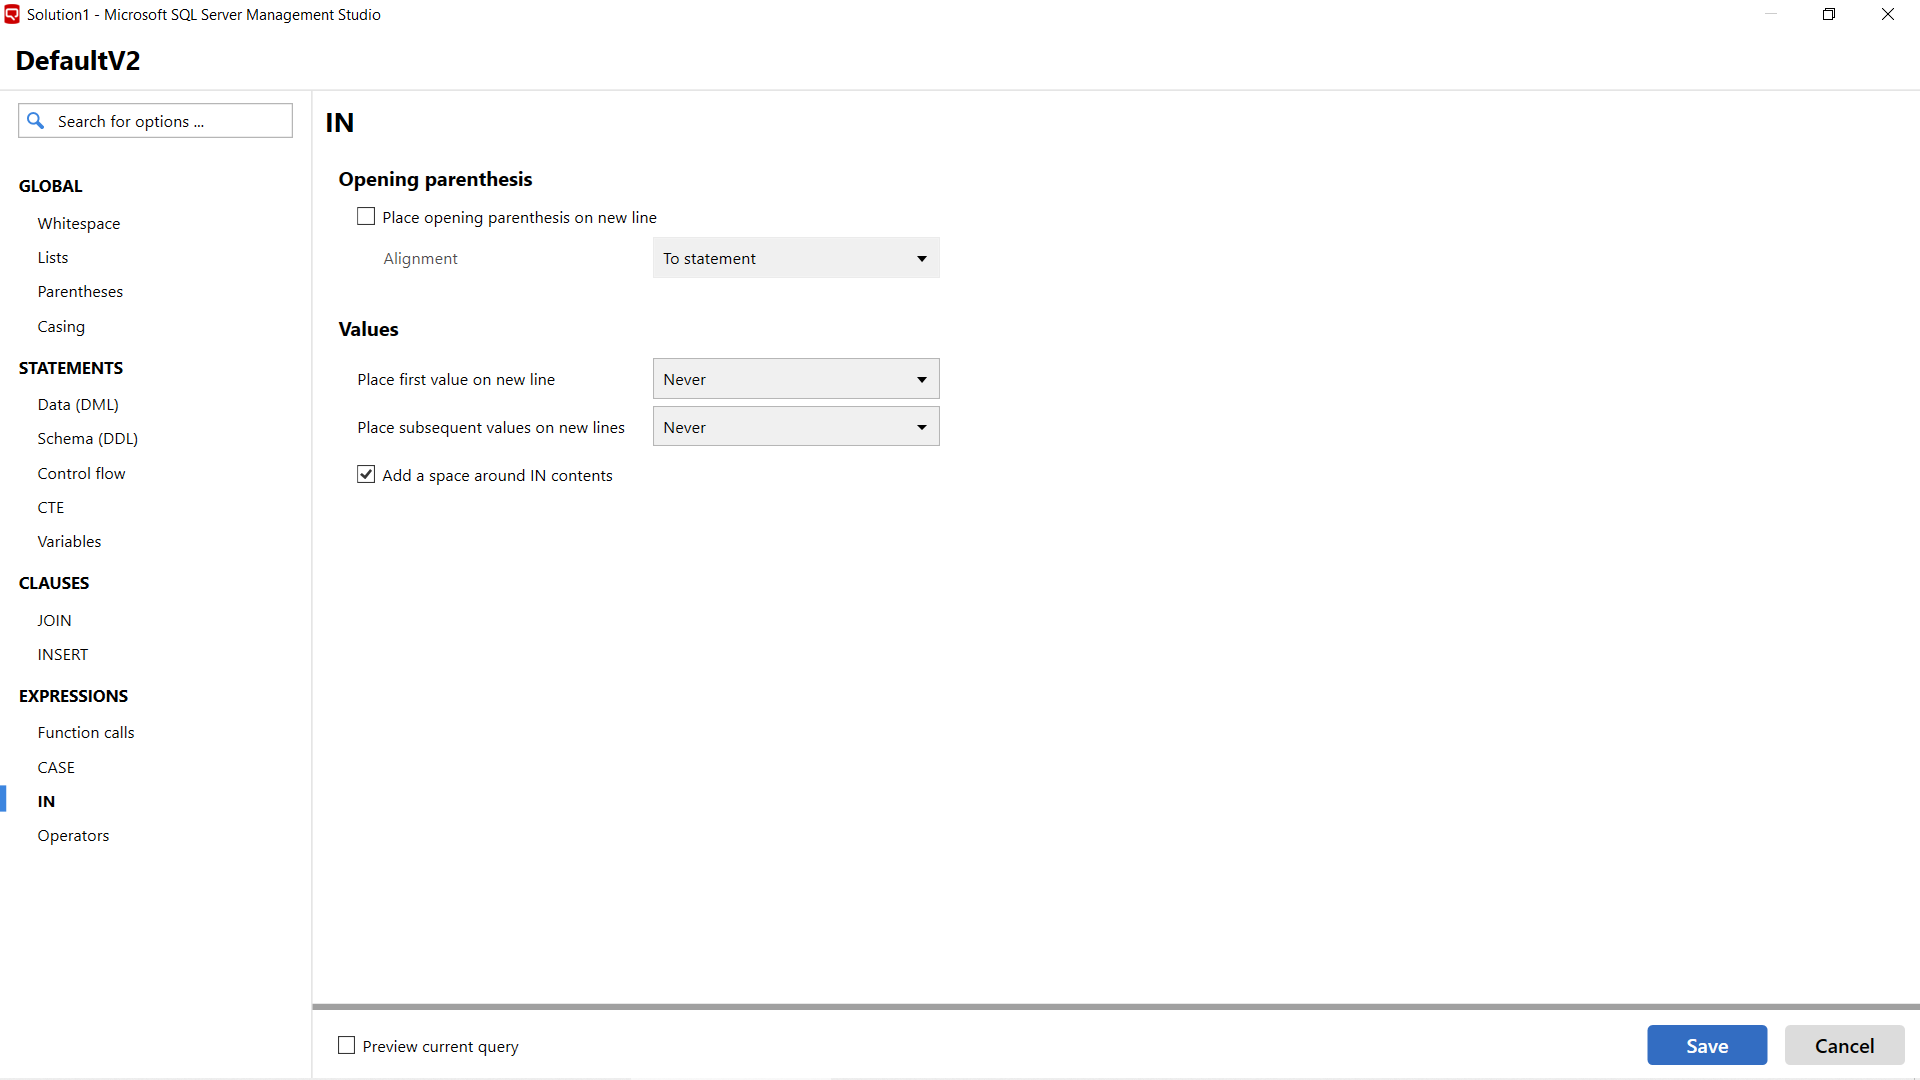 Solution1 - Microsoft SQL Server Management Studio
DefaultV2
Search for options ...
GLOBAL
Whitespace
Lists
Parentheses
Casing
STATEMENTS
Data (DML)
Schema (DDL)
Control flow
CTE
Variables
CLAUSES
JOIN
INSERT
EXPRESSIONS
Function calls
CASE
IN
Operators
IN
Opening parenthesis
Place opening parenthesis on new line
Alignment To statement
Values
Place first value on new line Never
Place subsequent values on new lines Never
Add a space around IN contents
Preview current query
Save Cancel